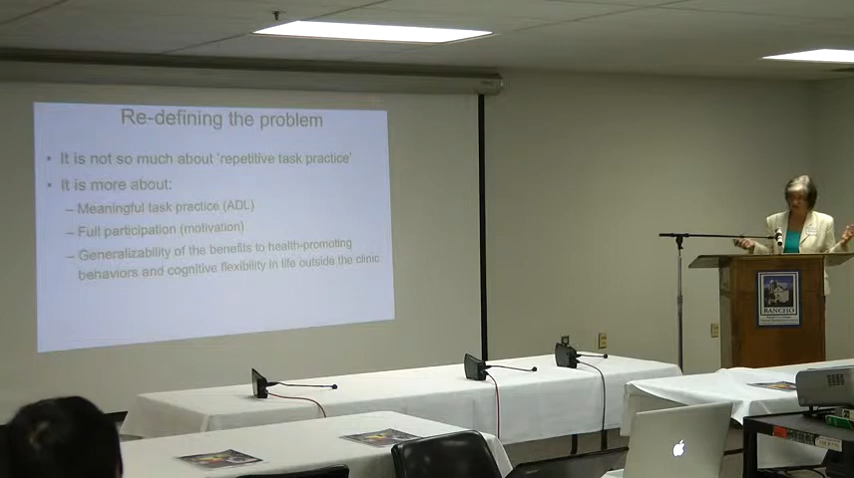 Re-defining the problem
• It is not so much about 'repetitive task practice'
• It is more about:
– Meaningful task practice (ADL)
– Full participation (motivation)
– Generalizability of the benefits to health-promoting
behaviors and cognitive flexibility in life outside the clinic
RANCHO